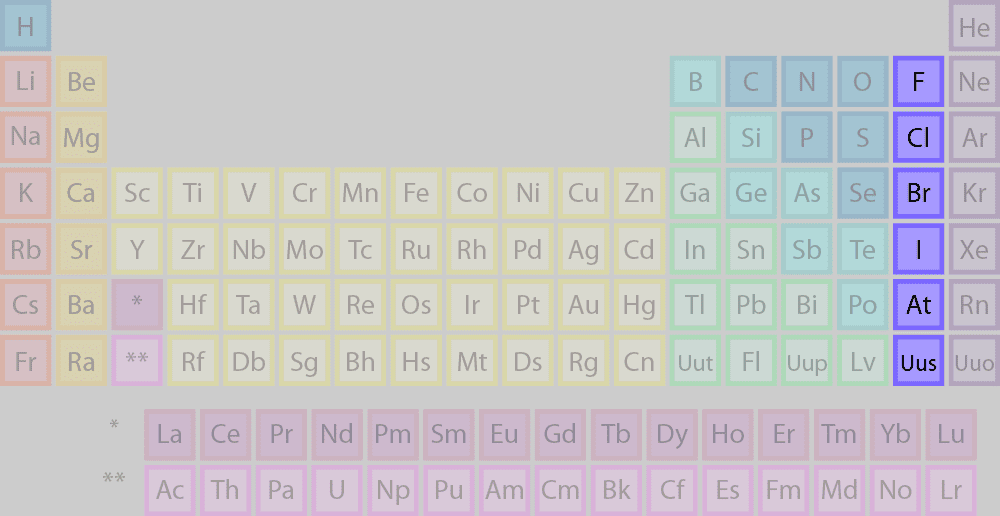 H He
Li Be B C N O F Ne
Na Mg Al Si P S Cl Ar
K Ca Sc Ti V Cr Mn Fe Co Ni Cu Zn Ga Ge As Se Br Kr
Rb Sr Y Zr Nb Mo Tc Ru Rh Pd Ag Cd In Sn Sb Te I Xe
Cs Ba * Hf Ta W Re Os Ir Pt Au Hg Tl Pb Bi Po At Rn
Fr Ra ** Rf Db Sg Bh Hs Mt Ds Rg Cn Uut Fl Uup Lv Uus Uuo
* La Ce Pr Nd Pm Sm Eu Gd Tb Dy Ho Er Tm Yb Lu
** Ac Th Pa U Np Pu Am Cm Bk Cf Es Fm Md No Lr